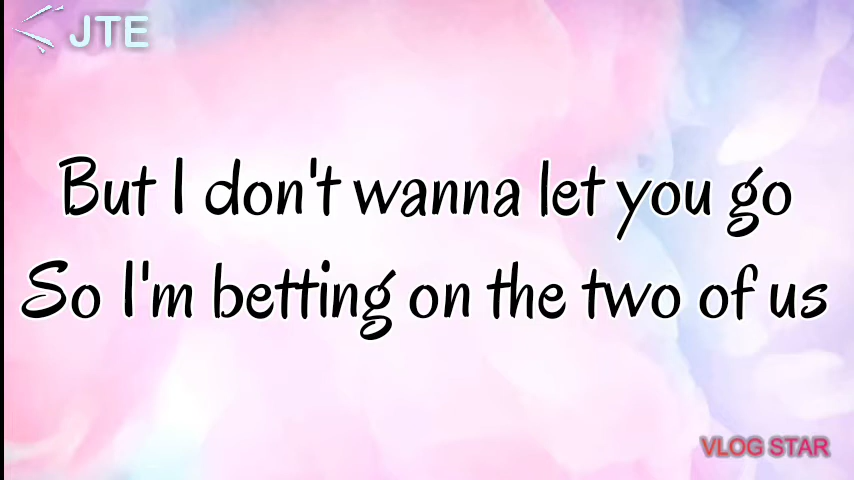 JTE
But I don't wanna let you go
So I'm betting on the two of us
VLOG STAR